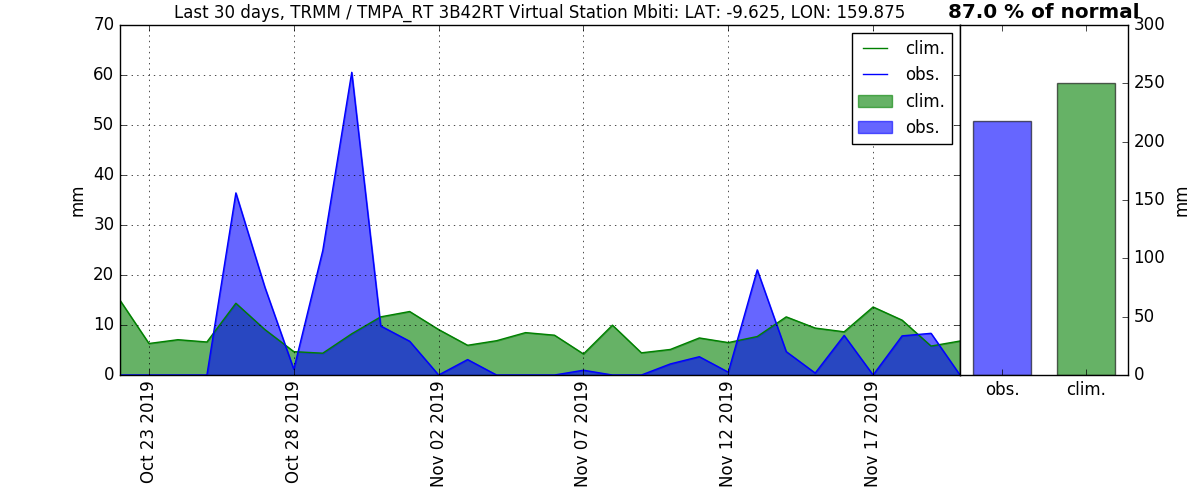 Last 30 days, TRMM / TMPA_RT 3B42RT Virtual Station Mbiti: LAT: -9.625, LON: 159.875
87.0 % of normal
70
60
50
40
30
20
10
0
mm
clim.
obs.
clim.
obs.
Oct 23 2019
Oct 28 2019
Nov 02 2019
Nov 07 2019
Nov 12 2019
Nov 17 2019
300
250
200
150
100
50
0
mm
obs.
clim.